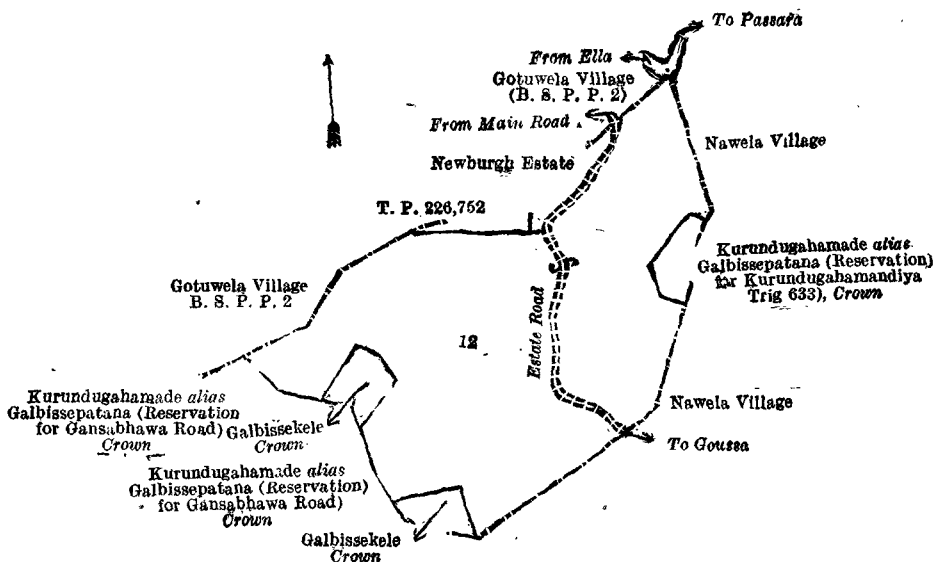 To Passara
From Ella
Gotuwela Village
(B. S. P. P. 2)
From Main Road
Nawela Village
Newburgh Estate
T. P. 226,752
Kurundugahamade alias
Galbissepatana (Reservation)
for Kurundugahamandiya
Trig 633), Crown
Gotuwela Village
B. S. P. P. 2
12
Estate Road
Kurundugahamade alias
Galbissepatana (Reservation
for Gansabhawa Road)
Crown
Galbissekele
Crown
Nawela Village
To Goussa
Kurundugahamade alias
Galbissepatana (Reservation)
for Gansabhawa Road)
Crown
Galbissekele
Crown